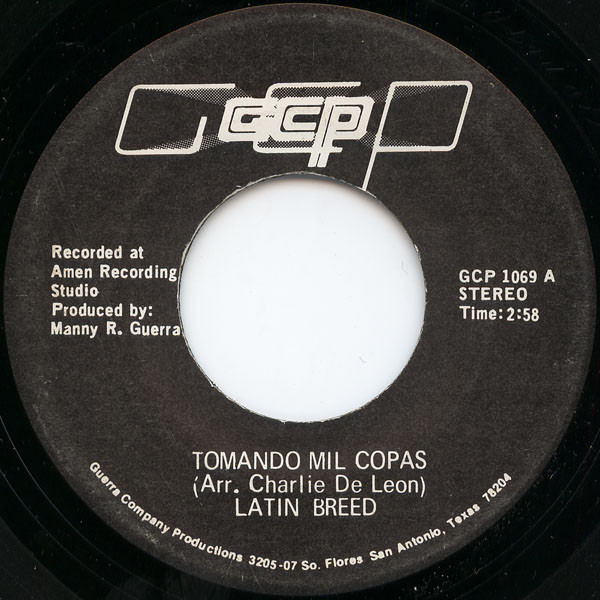 GCP
Recorded at
Amen Recording
Studio
Produced by:
Manny R. Guerra
GCP 1069 A
STEREO
Time: 2:58
TOMANDO MIL COPAS
(Arr. Charlie De Leon)
LATIN BREED
Guerra Company Productions 3205-07 So. Flores San Antonio, Texas 78204